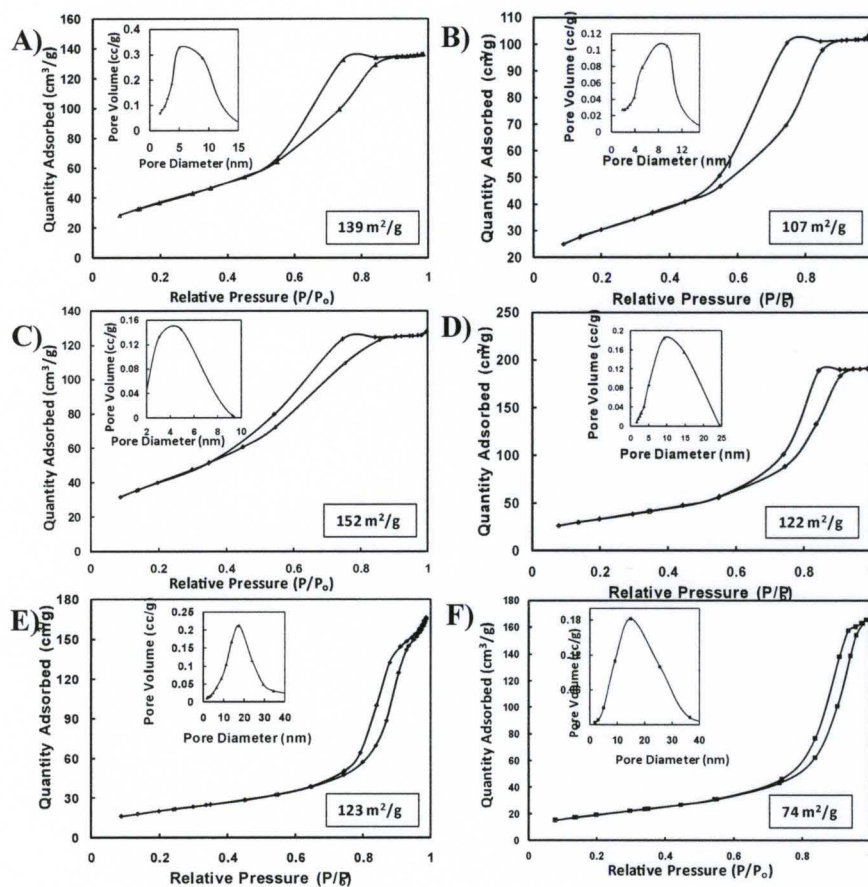 A)
Quantity Adsorbed (cm³/g)
160
140
120
100
80
60
40
20
0
0 0.2 0.4 0.6 0.8 1
Relative Pressure (P/Pₒ)
Pore Volume (cc/g)
0.4
0.3
0.2
0.1
0
0 5 10 15
Pore Diameter (nm)
139 m²/g
B)
Quantity Adsorbed (cm³/g)
110
100
90
80
70
60
50
40
30
20
0 0.2 0.4 0.6 0.8
Relative Pressure (P/P)
Pore Volume (cc/g)
0.12
0.1
0.08
0.06
0.04
0.02
0
0 4 8 12
Pore Diameter (nm)
107 m²/g
C)
Quantity Adsorbed (cm³/g)
140
120
100
80
60
40
20
0
0 0.2 0.4 0.6 0.8 1
Relative Pressure (P/Pₒ)
Pore Volume (cc/g)
0.16
0.12
0.08
0.04
0
2 4 6 8 10
Pore Diameter (nm)
152 m²/g
D)
Quantity Adsorbed (cm³/g)
250
200
150
100
50
0
0 0.2 0.4 0.6 0.8
Relative Pressure (P/P)
Pore Volume (cc/g)
0.2
0.16
0.12
0.08
0.04
0
0 5 10 15 20 25
Pore Diameter (nm)
122 m²/g
E)
Quantity Adsorbed (cm³/g)
180
150
120
90
60
30
0
0 0.2 0.4 0.6 0.8 1
Relative Pressure (P/P)
Pore Volume (cc/g)
0.25
0.2
0.15
0.1
0.05
0
0 10 20 30 40
Pore Diameter (nm)
123 m²/g
F)
Quantity Adsorbed (cm³/g)
180
160
140
120
100
80
60
40
20
0
0 0.2 0.4 0.6 0.8
Relative Pressure (P/Pₒ)
Pore Volume (cc/g)
0.18
0.12
0
0 10 20 30 40
Pore Diameter (nm)
74 m²/g